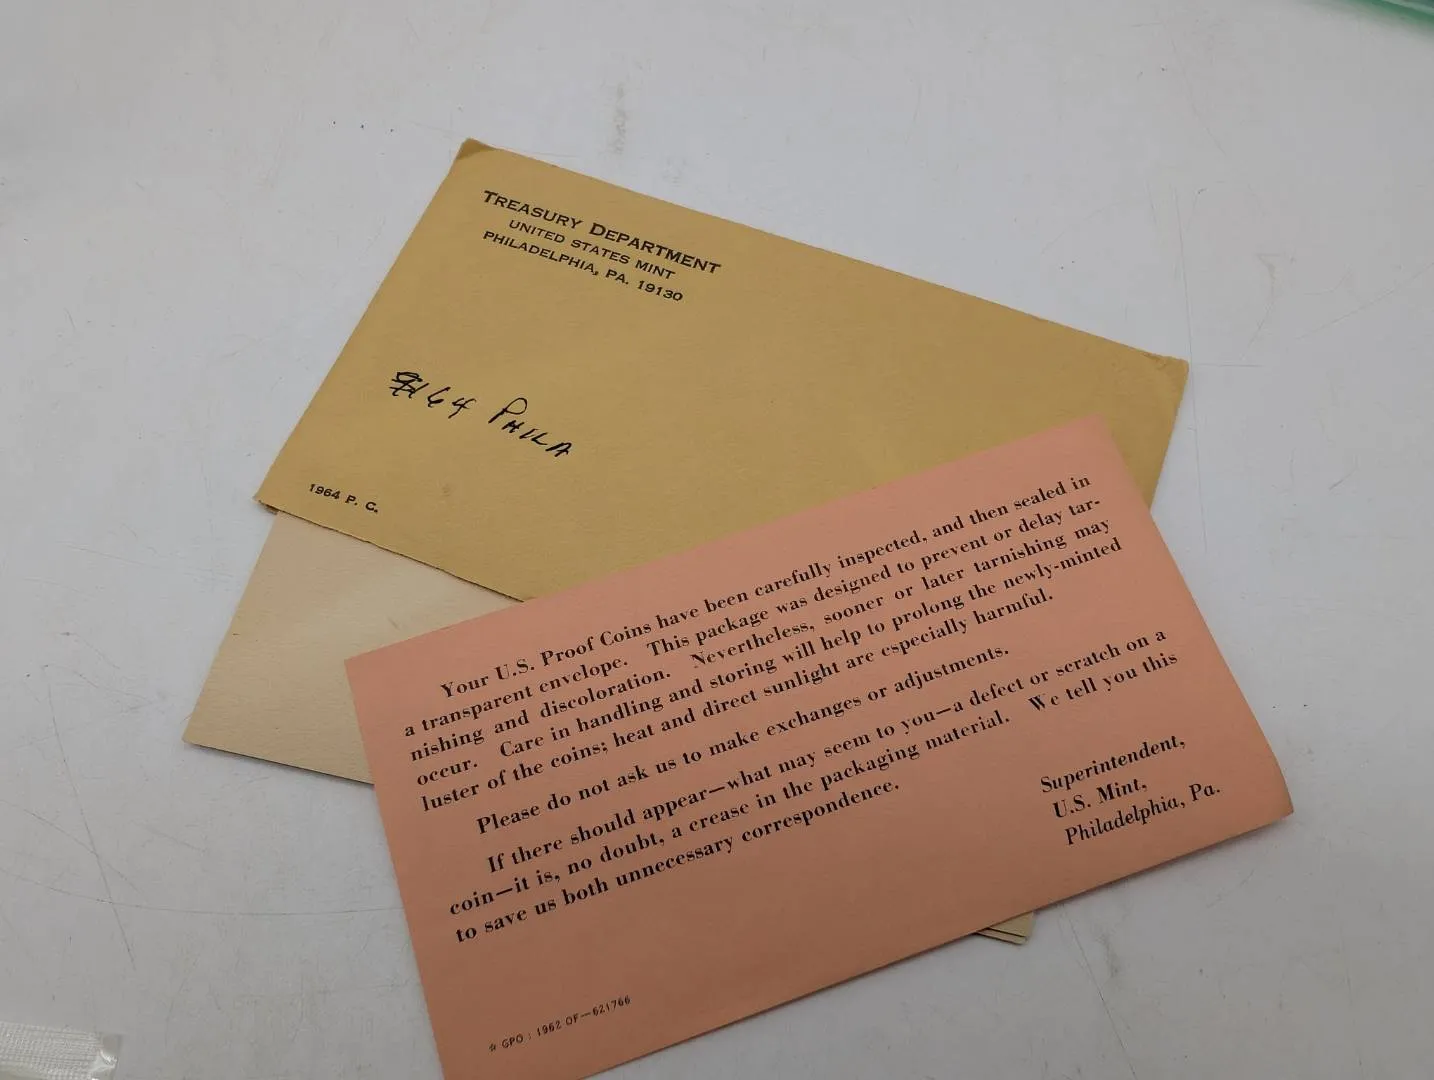 TREASURY DEPARTMENT
UNITED STATES MINT
PHILADELPHIA, PA. 19130
64 PHILA
1964 P. C.
Your U.S. Proof Coins have been carefully inspected, and then sealed in
a transparent envelope. This package was designed to prevent or delay tar-
nishing and discoloration. Nevertheless, sooner or later tarnishing may
occur. Care in handling and storing will help to prolong the newly-minted
luster of the coins; heat and direct sunlight are especially harmful.
Please do not ask us to make exchanges or adjustments.
If there should appear—what may seem to you—a defect or scratch on a
coin—it is, no doubt, a crease in the packaging material. We tell you this
to save us both unnecessary correspondence.
Superintendent,
U.S. Mint,
Philadelphia, Pa.
☆ GPO : 1962 OF—621766